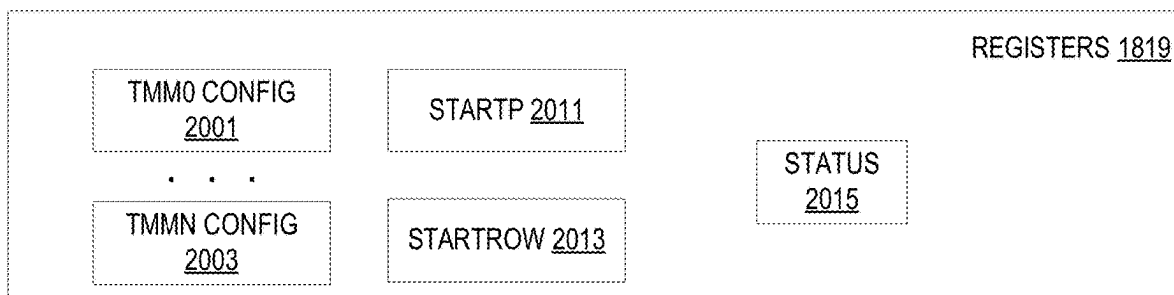 REGISTERS 1819
TMM0 CONFIG
2001
STARTP 2011
. . .
STATUS
2015
TMMN CONFIG
2003
STARTROW 2013